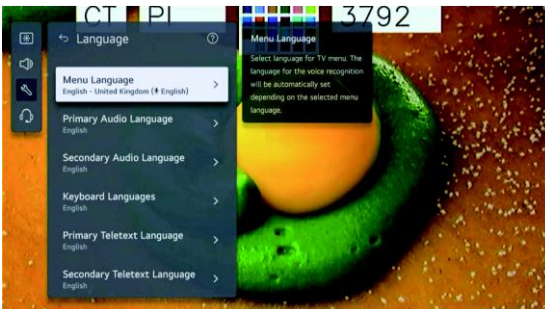 CT PI 3792
Language
Menu Language
English - United Kingdom (English)
Primary Audio Language
English
Secondary Audio Language
English
Keyboard Languages
English
Primary Teletext Language
English
Secondary Teletext Language
English
Menu Language
Select language for TV menu. The
language for the voice recognition
will be automatically set
depending on the selected menu
language.